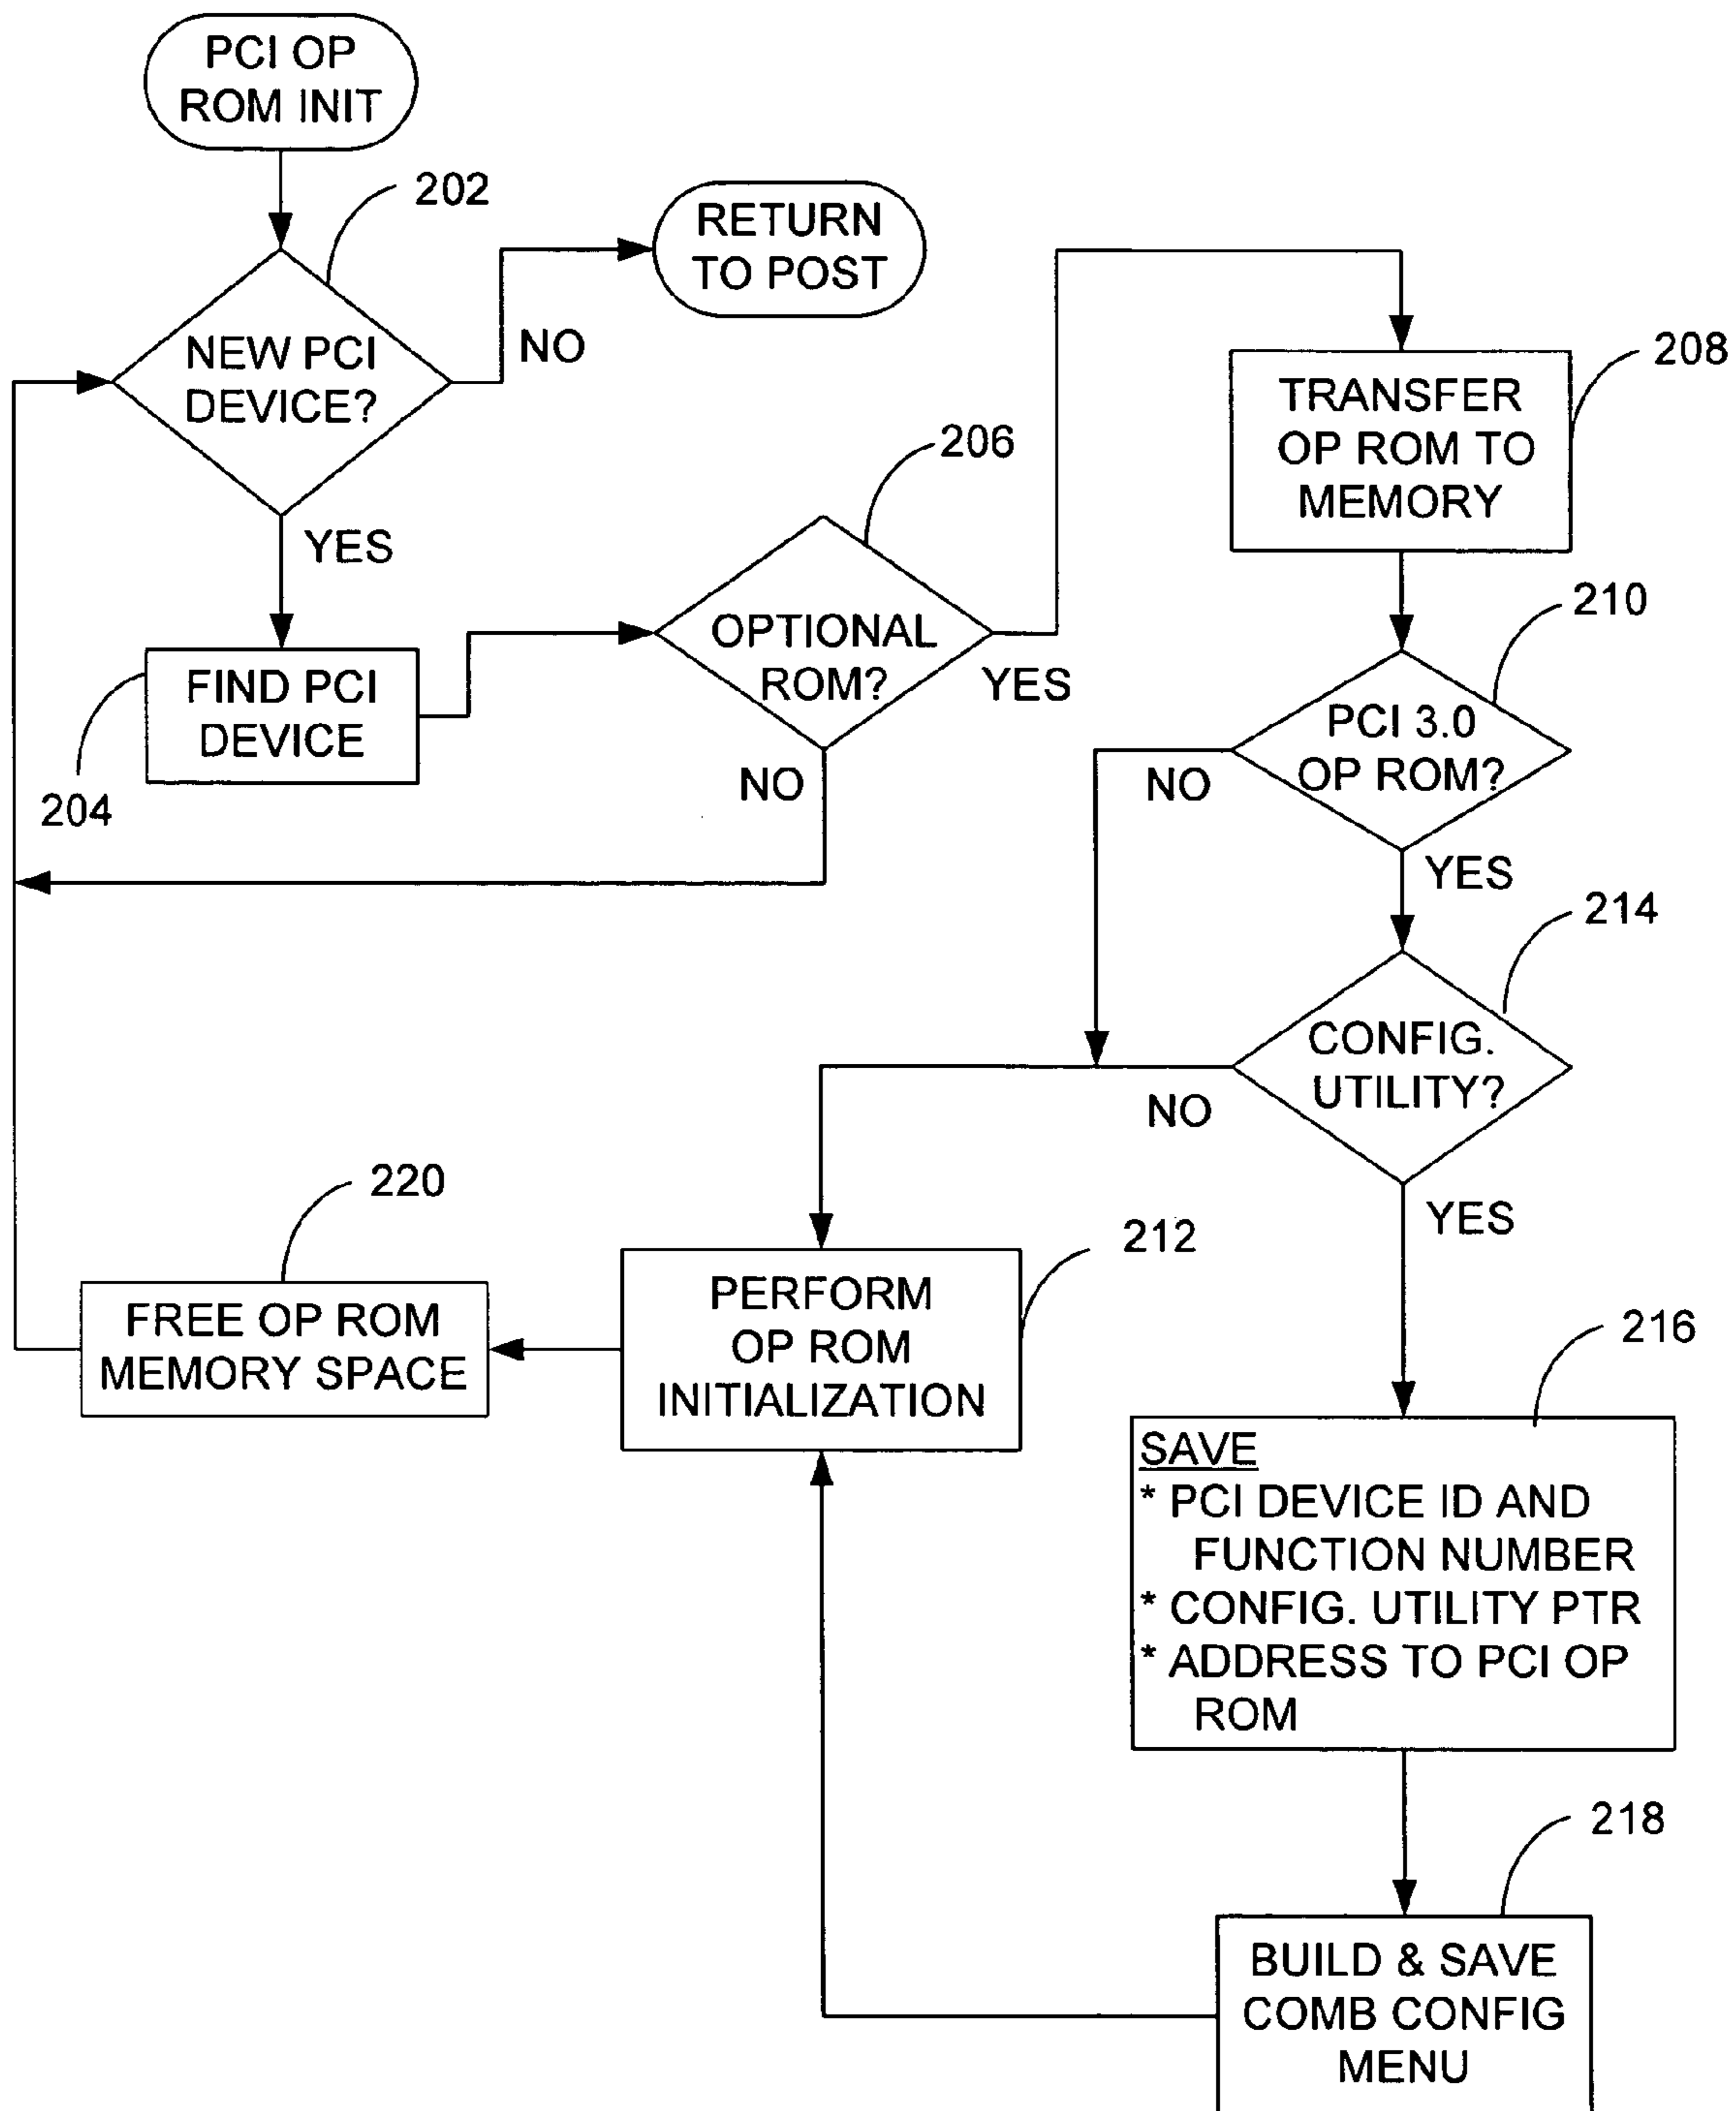 PCI OP
ROM INIT
202
RETURN
TO POST
NEW PCI
DEVICE?
NO
YES
206
208
TRANSFER
OP ROM TO
MEMORY
OPTIONAL
ROM?
YES
NO
FIND PCI
DEVICE
204
210
PCI 3.0
OP ROM?
NO
YES
214
CONFIG.
UTILITY?
NO
YES
220
FREE OP ROM
MEMORY SPACE
212
PERFORM
OP ROM
INITIALIZATION
216
SAVE
* PCI DEVICE ID AND
FUNCTION NUMBER
* CONFIG. UTILITY PTR
* ADDRESS TO PCI OP
ROM
218
BUILD & SAVE
COMB CONFIG
MENU